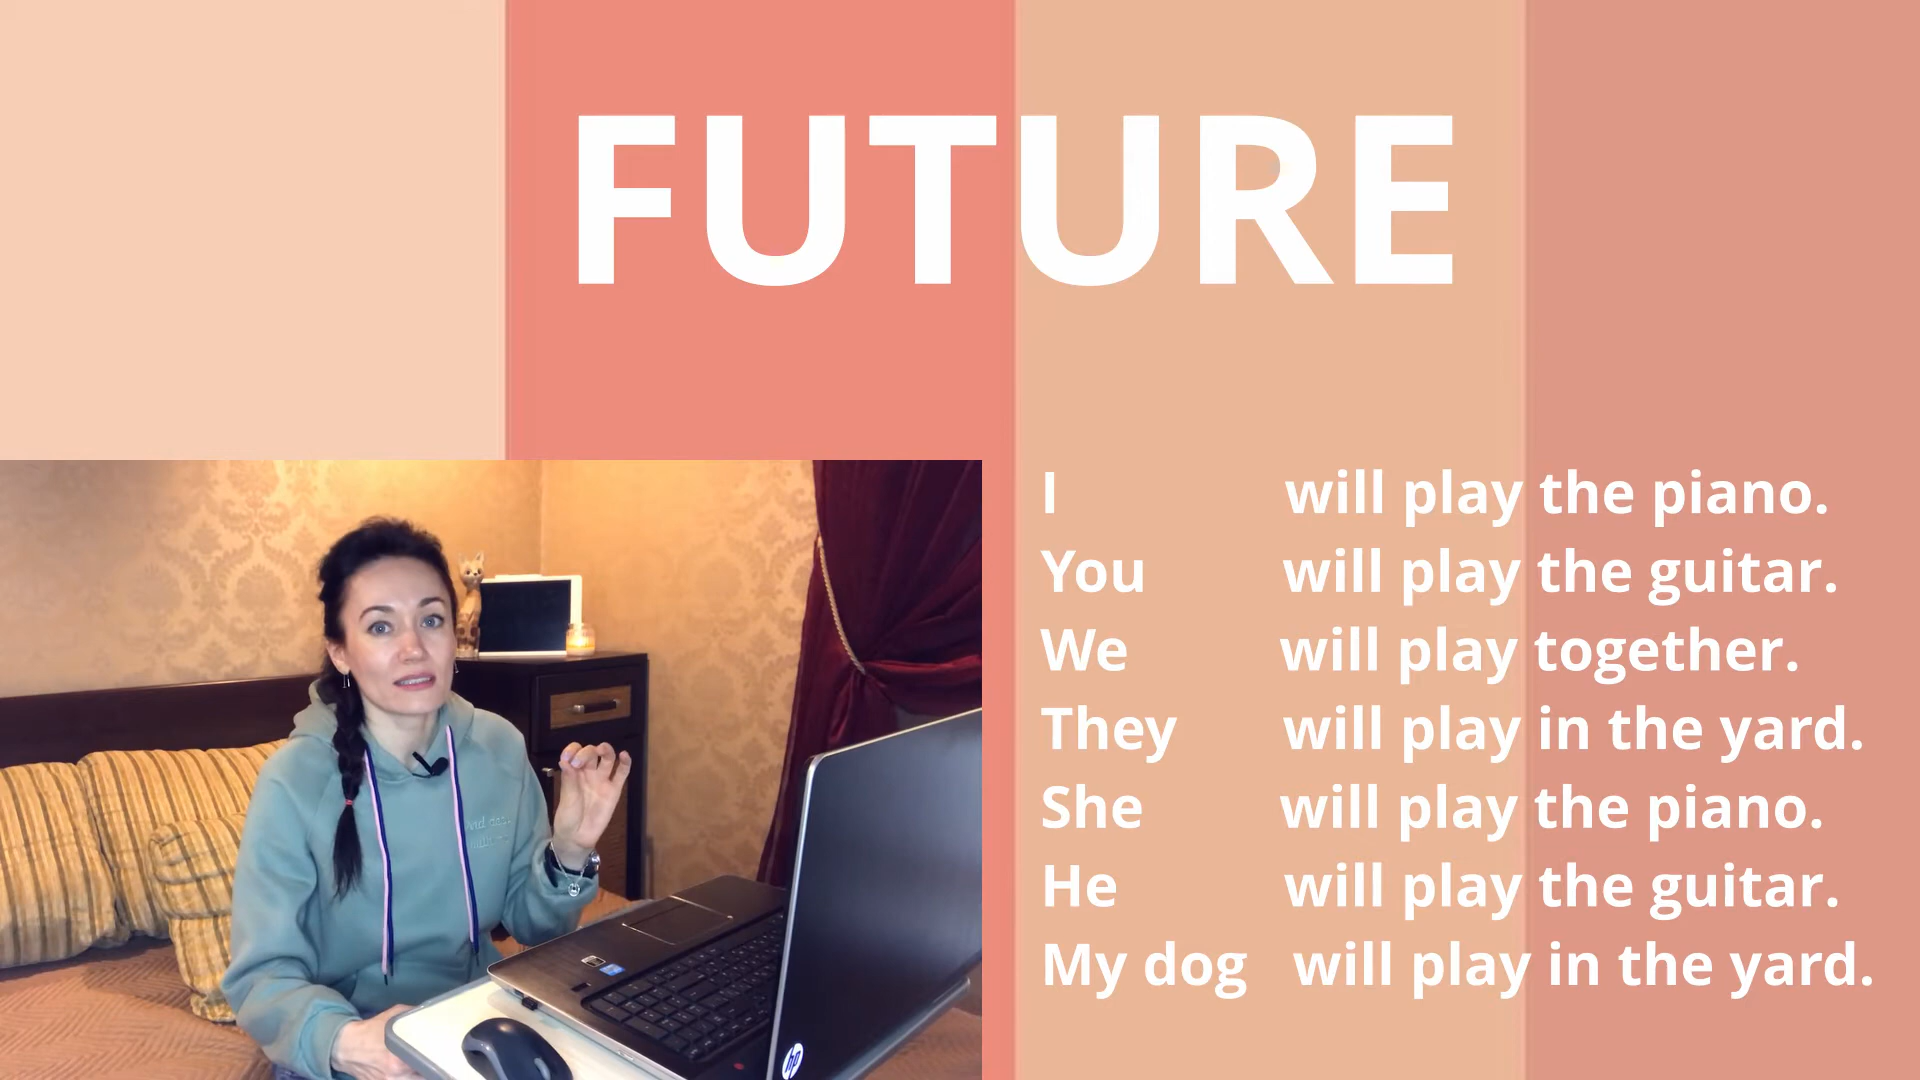 FUTURE
I will play the piano.
You will play the guitar.
We will play together.
They will play in the yard.
She will play the piano.
He will play the guitar.
My dog will play in the yard.
hp